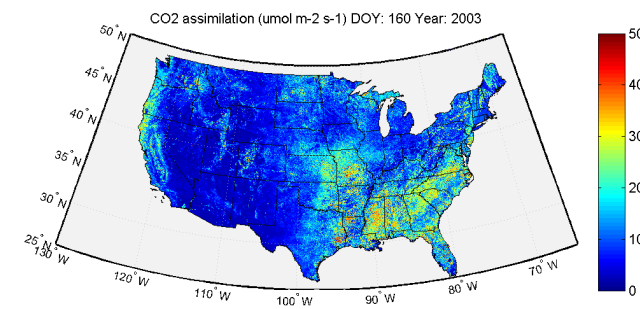 CO2 assimilation (umol m-2 s-1) DOY: 160 Year: 2003
50° N
45° N
40° N
35° N
30° N
25° N
130° W
120° W
110° W
100° W
90° W
80° W
70° W
50
40
30
20
10
0